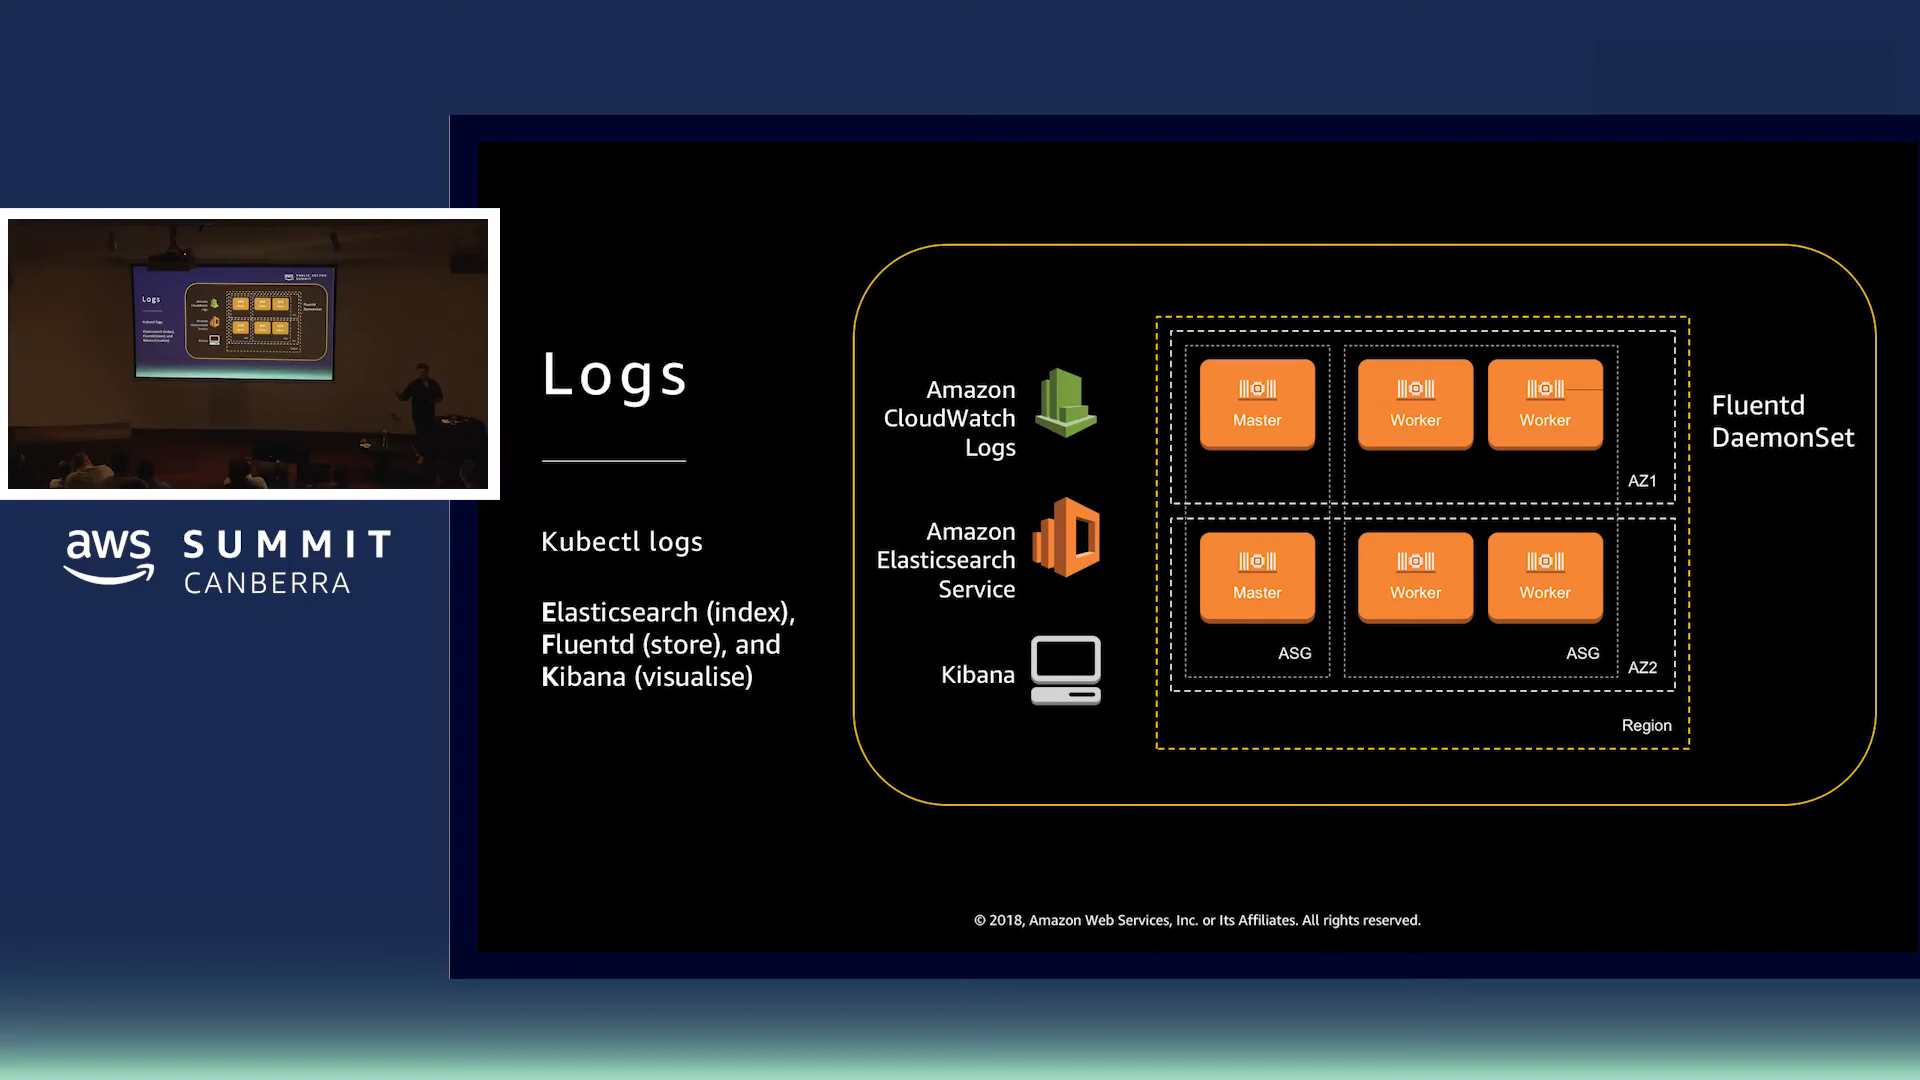 Logs
Kubectl logs
Elasticsearch (index),
Fluentd (store), and
Kibana (visualise)
Amazon
CloudWatch
Logs
Amazon
Elasticsearch
Service
Kibana
Master
Worker
Worker
AZ1
Master
Worker
Worker
ASG
ASG
AZ2
Region
Fluentd
DaemonSet
© 2018, Amazon Web Services, Inc. or Its Affiliates. All rights reserved.
aws SUMMIT
CANBERRA
Logs